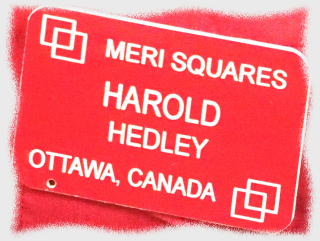 MERI SQUARES
HAROLD
HEDLEY
OTTAWA, CANADA